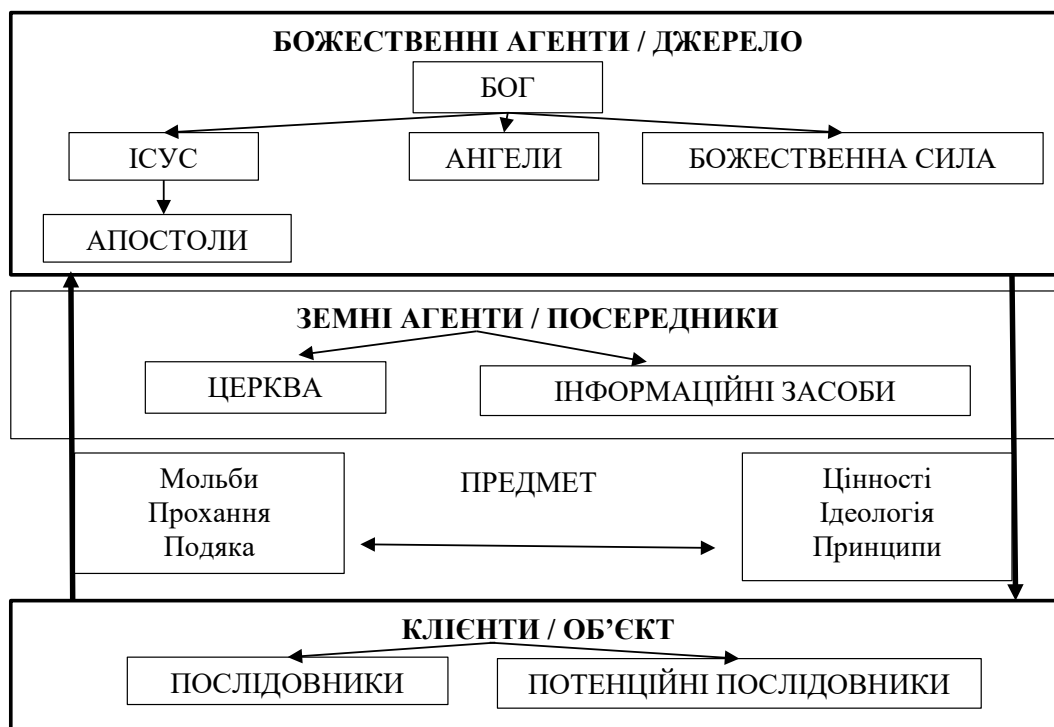 БОЖЕСТВЕННІ АГЕНТИ / ДЖЕРЕЛО
БОГ
ІСУС
АНГЕЛИ
БОЖЕСТВЕННА СИЛА
АПОСТОЛИ
ЗЕМНІ АГЕНТИ / ПОСЕРЕДНИКИ
ЦЕРКВА
ІНФОРМАЦІЙНІ ЗАСОБИ
Мольби
Прохання
Подяка
ПРЕДМЕТ
Цінності
Ідеологія
Принципи
КЛІЄНТИ / ОБ’ЄКТ
ПОСЛІДОВНИКИ
ПОТЕНЦІЙНІ ПОСЛІДОВНИКИ